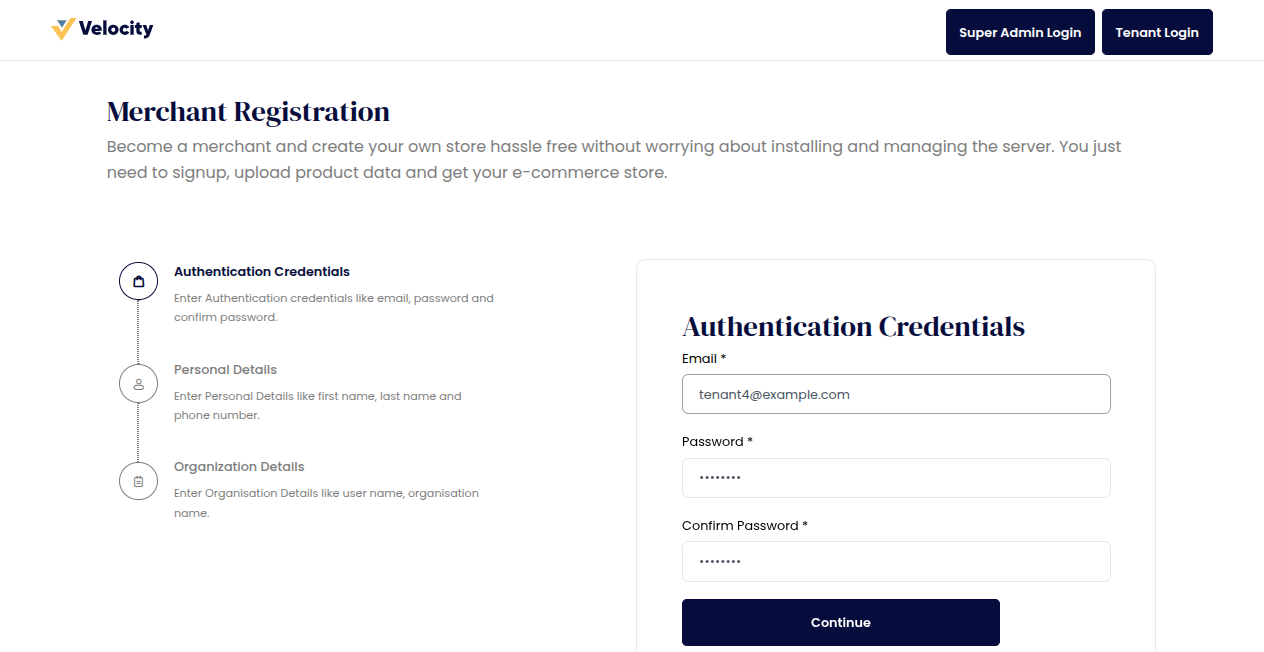 Velocity
Super Admin Login
Tenant Login
Merchant Registration
Become a merchant and create your own store hassle free without worrying about installing and managing the server. You just
need to signup, upload product data and get your e-commerce store.
Authentication Credentials
Enter Authentication credentials like email, password and
confirm password.
Personal Details
Enter Personal Details like first name, last name and
phone number.
Organization Details
Enter Organisation Details like user name, organisation
name.
Authentication Credentials
Email *
tenant4@example.com
Password *
••••••••
Confirm Password *
••••••••
Continue